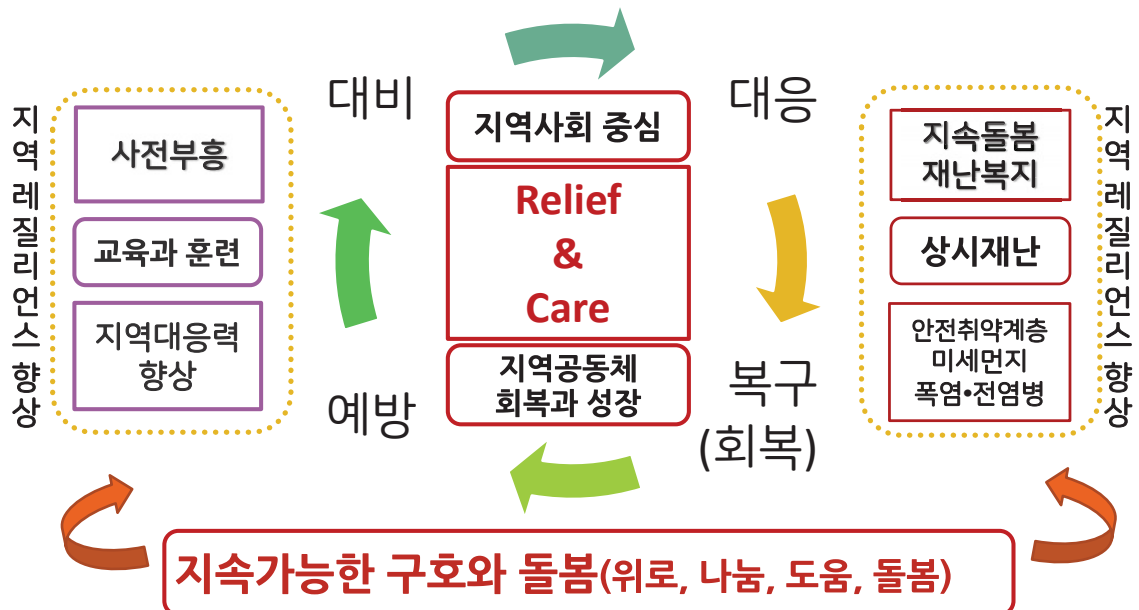 지역 레질리언스 향상
사전부흥
교육과 훈련
지역대응력
향상
대비
예방
지역사회 중심
Relief
&
Care
지역공동체
회복과 성장
대응
복구
(회복)
지속돌봄
재난복지
상시재난
안전취약계층
미세먼지
폭염•전염병
지역 레질리언스 향상
지속가능한 구호와 돌봄(위로, 나눔, 도움, 돌봄)